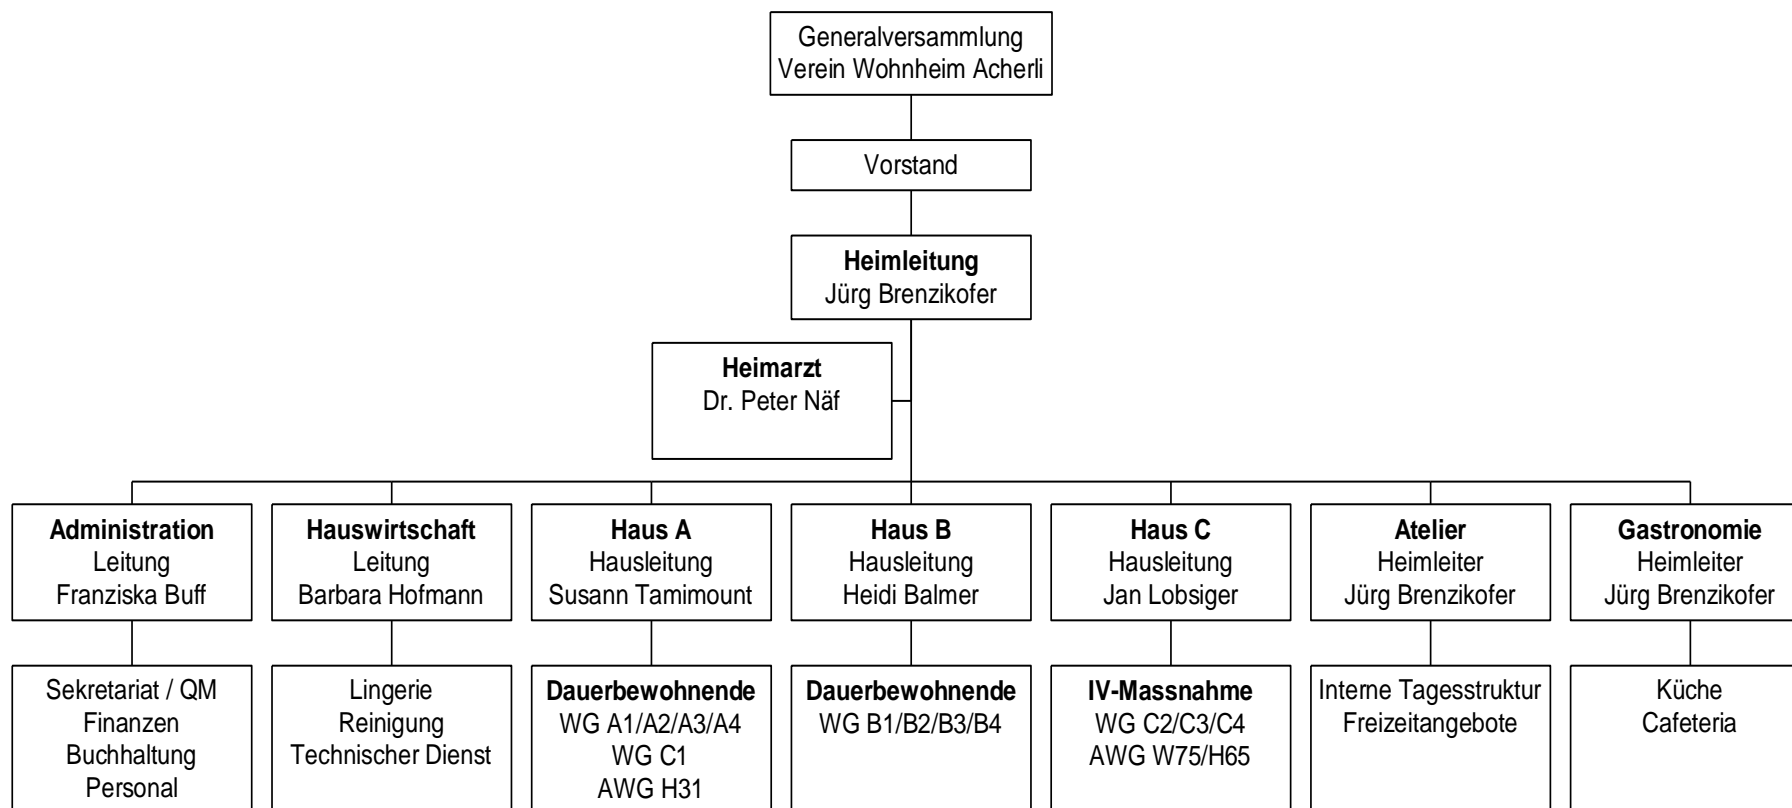 Generalversammlung
Verein Wohnheim Acherli
Vorstand
Heimleitung
Jürg Brenzikofer
Heimarzt
Dr. Peter Näf
Administration
Leitung
Franziska Buff
Hauswirtschaft
Leitung
Barbara Hofmann
Haus A
Hausleitung
Susann Tamimount
Haus B
Hausleitung
Heidi Balmer
Haus C
Hausleitung
Jan Lobsiger
Atelier
Heimleiter
Jürg Brenzikofer
Gastronomie
Heimleiter
Jürg Brenzikofer
Sekretariat / QM
Finanzen
Buchhaltung
Personal
Lingerie
Reinigung
Technischer Dienst
Dauerbewohnende
WG A1/A2/A3/A4
WG C1
AWG H31
Dauerbewohnende
WG B1/B2/B3/B4
IV-Massnahme
WG C2/C3/C4
AWG W75/H65
Interne Tagesstruktur
Freizeitangebote
Küche
Cafeteria